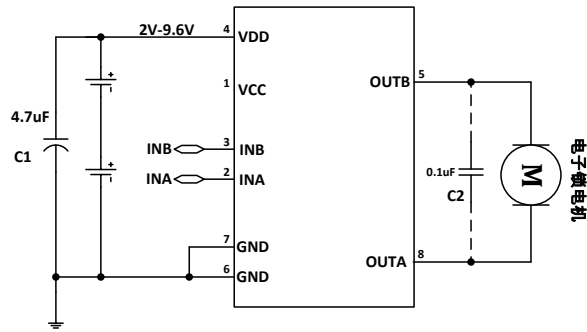 2V-9.6V
4
VDD
1
VCC
4.7uF
C1
INB
3
INB
INA
2
INA
7
GND
6
GND
5
OUTB
0.1uF
C2
M
电子锁电机
8
OUTA